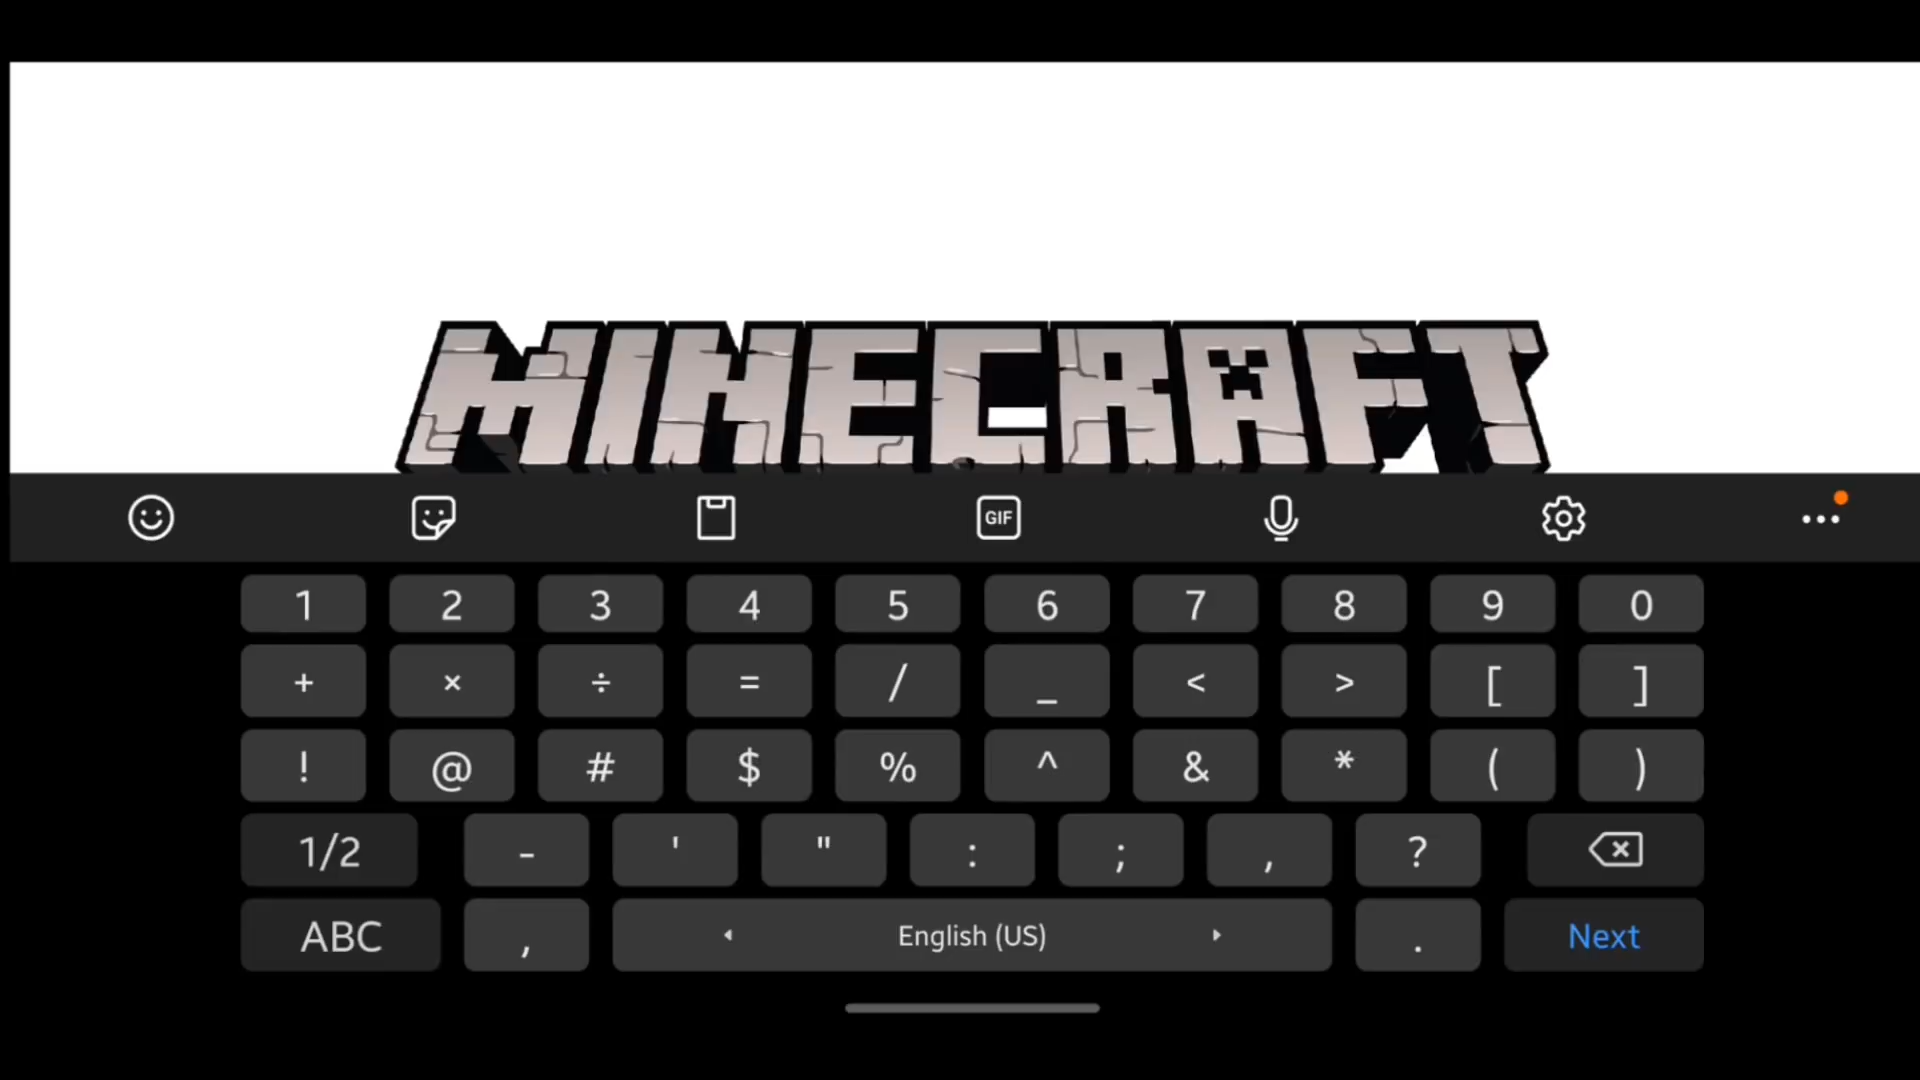 MINECRAFT
GIF
1 2 3 4 5 6 7 8 9 0
+ × ÷ = / _ < > [ ]
! @ # $ % ^ & * ( )
1/2 - ' " : ; , ?
ABC , English (US) . Next